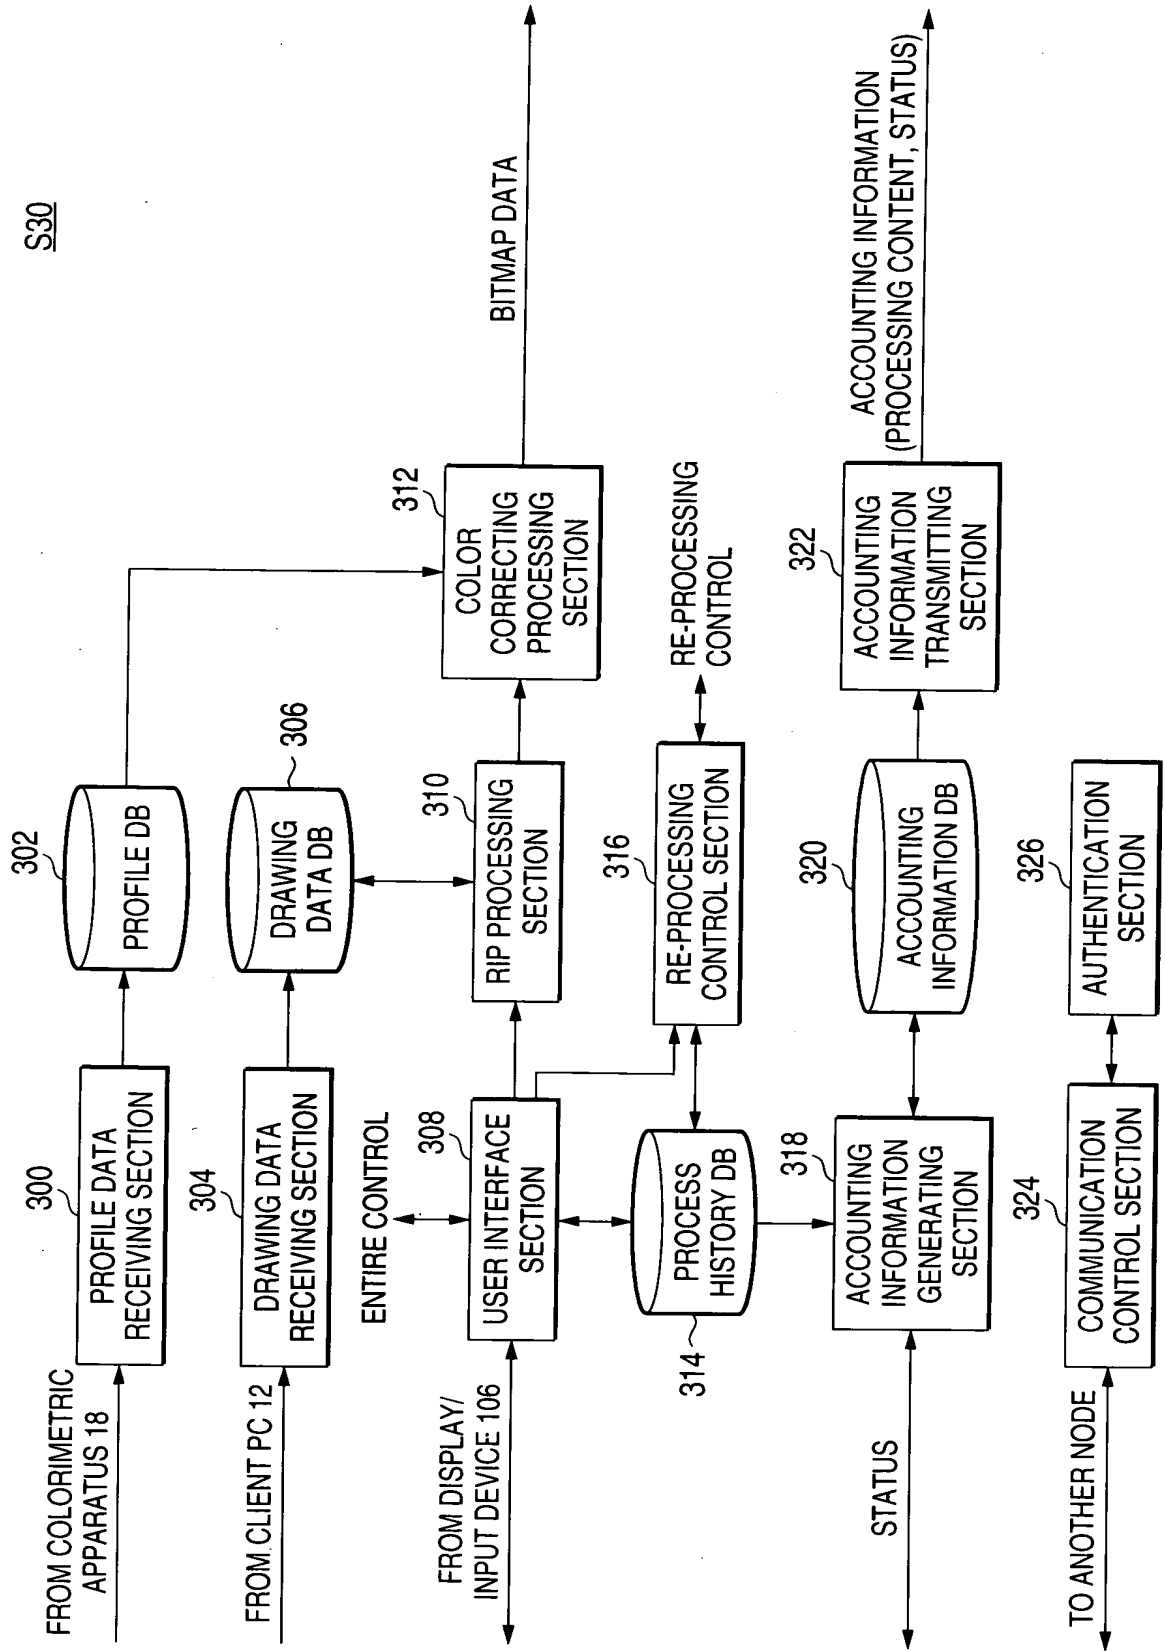 S30
FROM COLORIMETRIC
APPARATUS 18
300
PROFILE DATA
RECEIVING SECTION
302
PROFILE DB
FROM CLIENT PC 12
304
DRAWING DATA
RECEIVING SECTION
306
DRAWING
DATA DB
ENTIRE CONTROL
FROM DISPLAY/
INPUT DEVICE 106
308
USER INTERFACE
SECTION
310
RIP PROCESSING
SECTION
312
COLOR
CORRECTING
PROCESSING
SECTION
BITMAP DATA
314
PROCESS
HISTORY DB
316
RE-PROCESSING
CONTROL SECTION
RE-PROCESSING
CONTROL
STATUS
318
ACCOUNTING
INFORMATION
GENERATING
SECTION
320
ACCOUNTING
INFORMATION DB
322
ACCOUNTING
INFORMATION
TRANSMITTING
SECTION
ACCOUNTING INFORMATION
(PROCESSING CONTENT, STATUS)
TO ANOTHER NODE
324
COMMUNICATION
CONTROL SECTION
326
AUTHENTICATION
SECTION